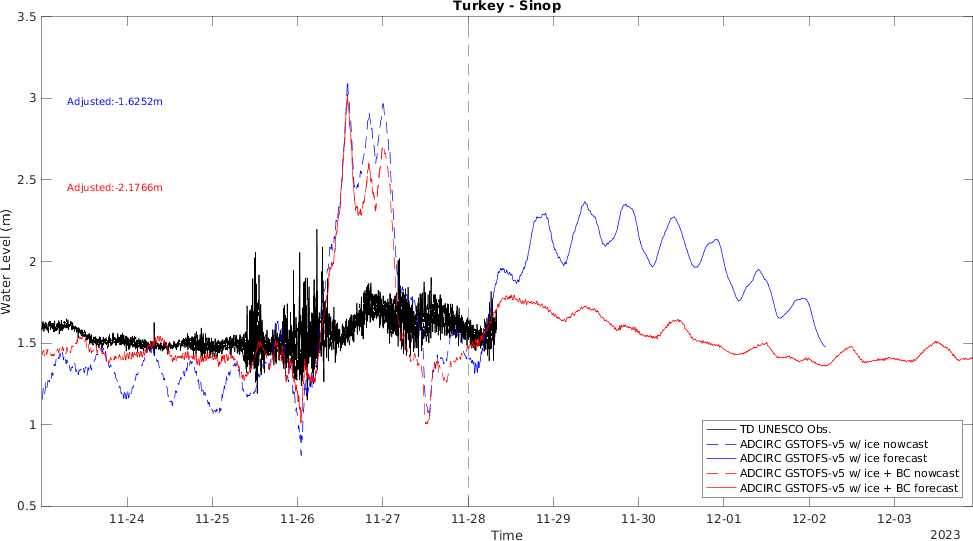 Turkey - Sinop
3.5
3
2.5
2
1.5
1
0.5
Water Level (m)
Adjusted:-1.6252m
Adjusted:-2.1766m
TD UNESCO Obs.
ADCIRC GSTOFS-v5 w/ ice nowcast
ADCIRC GSTOFS-v5 w/ ice forecast
ADCIRC GSTOFS-v5 w/ ice + BC nowcast
ADCIRC GSTOFS-v5 w/ ice + BC forecast
11-24 11-25 11-26 11-27 11-28 11-29 11-30 12-01 12-02 12-03
Time
2023